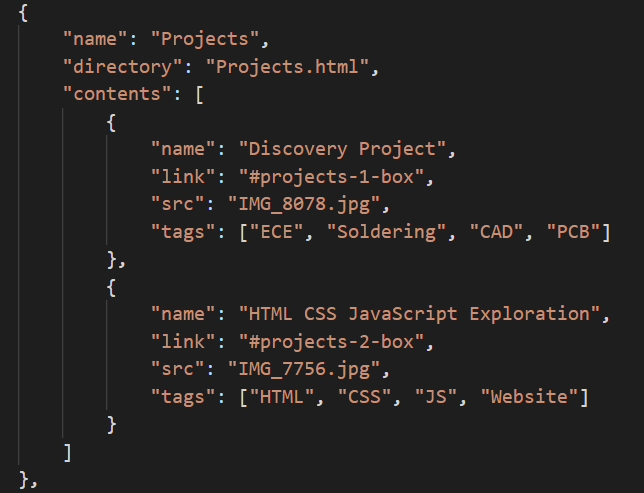 {
"name": "Projects",
"directory": "Projects.html",
"contents": [
{
"name": "Discovery Project",
"link": "#projects-1-box",
"src": "IMG_8078.jpg",
"tags": ["ECE", "Soldering", "CAD", "PCB"]
},
{
"name": "HTML CSS JavaScript Exploration",
"link": "#projects-2-box",
"src": "IMG_7756.jpg",
"tags": ["HTML", "CSS", "JS", "Website"]
}
]
},